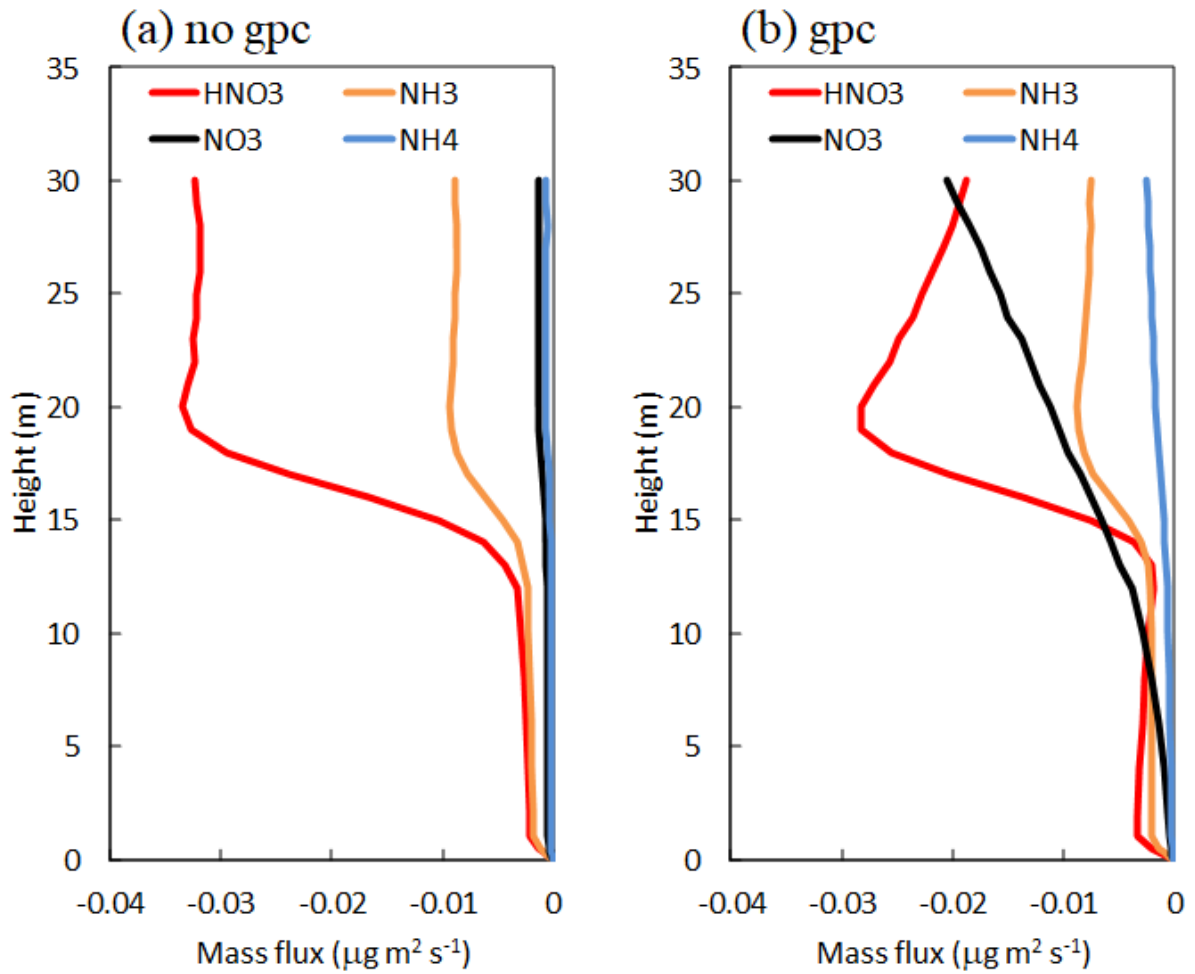 (a) no gpc
35
HNO3 NH3
NO3 NH4
30
25
20
15
10
5
0
Height (m)
-0.04 -0.03 -0.02 -0.01 0
Mass flux (μg m² s⁻¹)
(b) gpc
35
HNO3 NH3
NO3 NH4
30
25
20
15
10
5
0
Height (m)
-0.04 -0.03 -0.02 -0.01 0
Mass flux (μg m² s⁻¹)